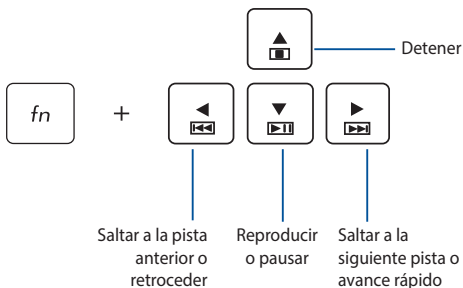 Detener
fn +
Saltar a la pista
anterior o
retroceder
Reproducir
o pausar
Saltar a la
siguiente pista o
avance rápido